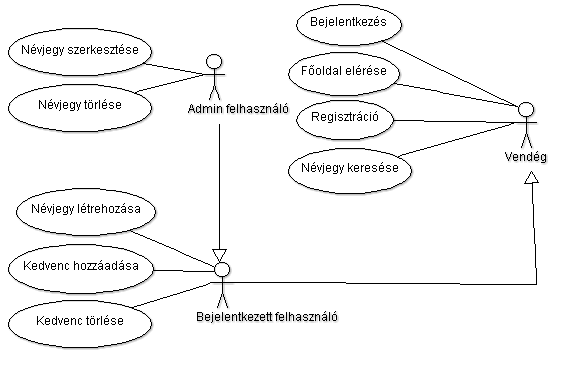 Névjegy szerkesztése
Névjegy törlése
Admin felhasználó
Bejelentkezés
Főoldal elérése
Regisztráció
Névjegy keresése
Vendég
Névjegy létrehozása
Kedvenc hozzáadása
Kedvenc törlése
Bejelentkezett felhasználó